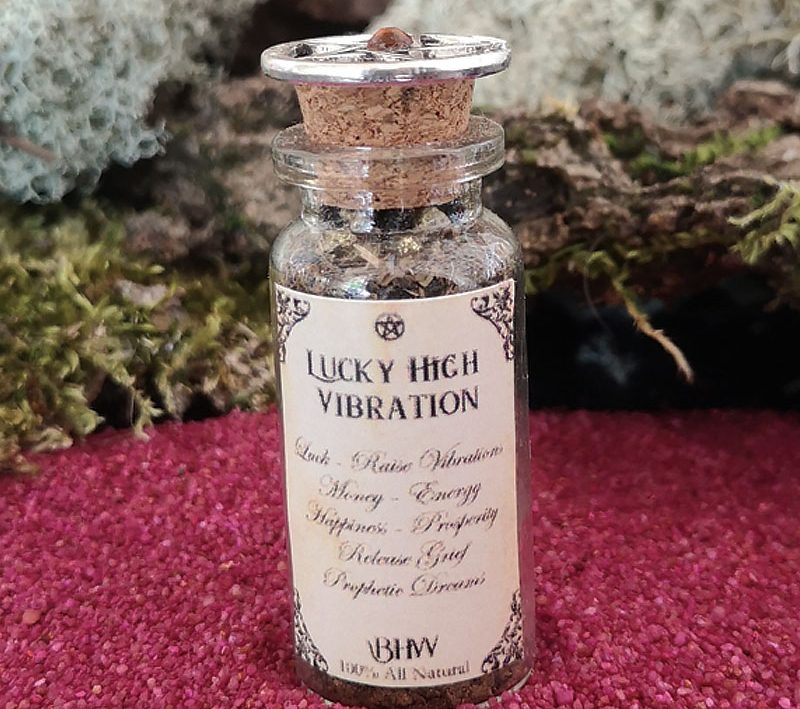 LUCKY HIGH
VIBRATION
Luck - Raise Vibrations
Money - Energy
Happiness - Prosperity
Release Grief
Prophetic Dreams
BHW
100% All Natural